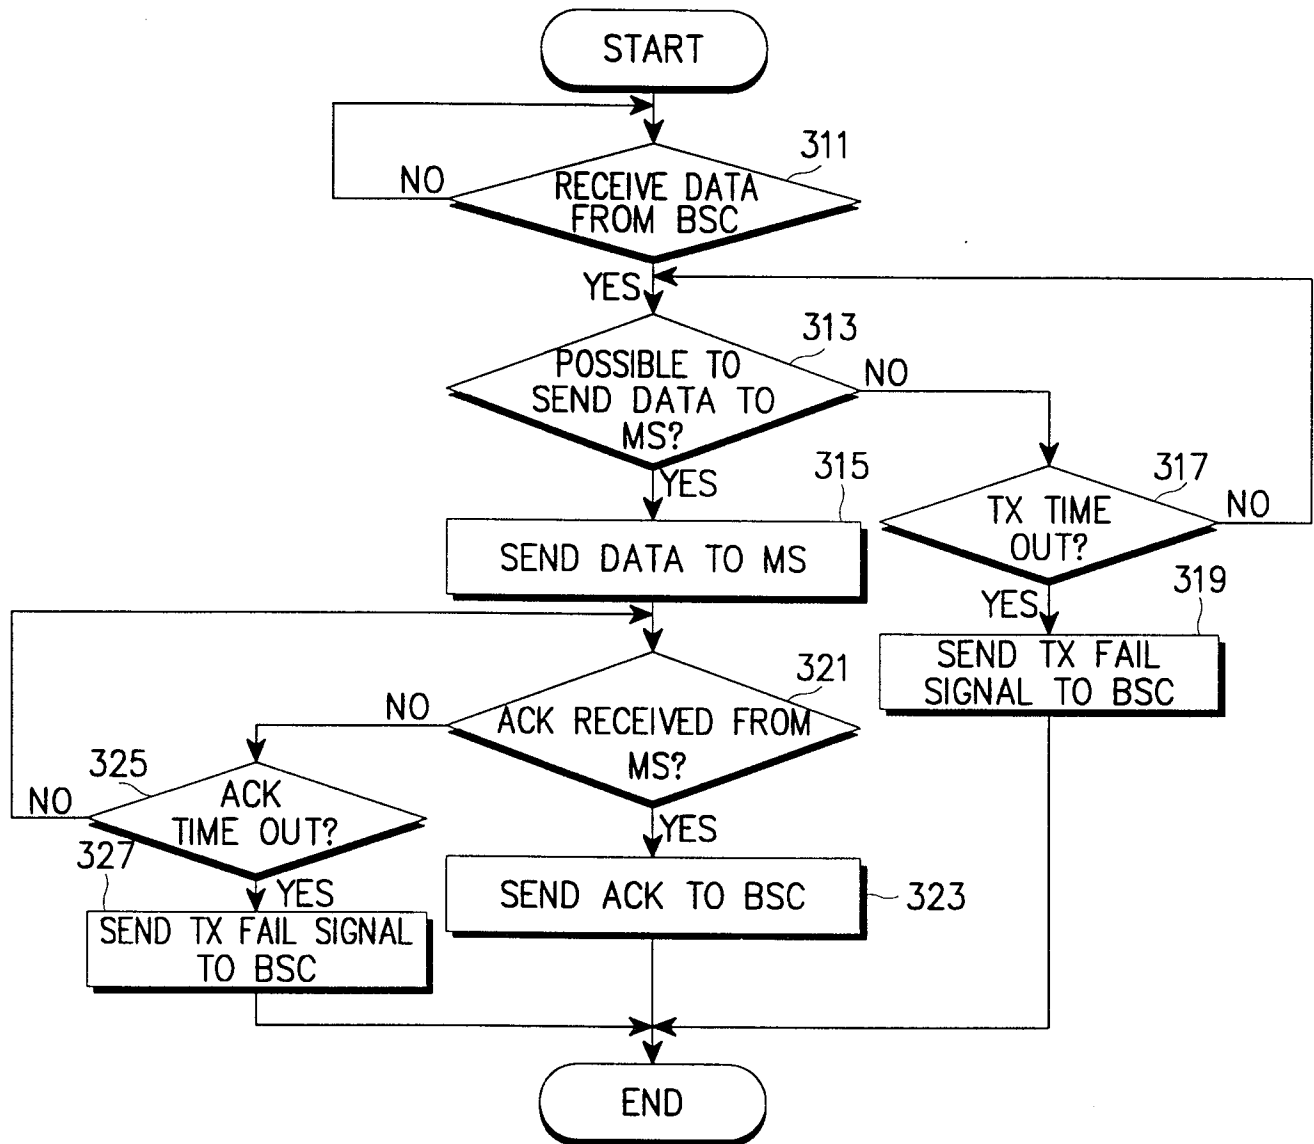 START
311
NO
RECEIVE DATA
FROM BSC
YES
313
POSSIBLE TO
SEND DATA TO
MS?
NO
YES
315
317
TX TIME
OUT?
NO
SEND DATA TO MS
YES
319
SEND TX FAIL
SIGNAL TO BSC
321
NO
ACK RECEIVED FROM
MS?
325
ACK
TIME OUT?
NO
YES
327
YES
SEND ACK TO BSC
323
SEND TX FAIL SIGNAL
TO BSC
END